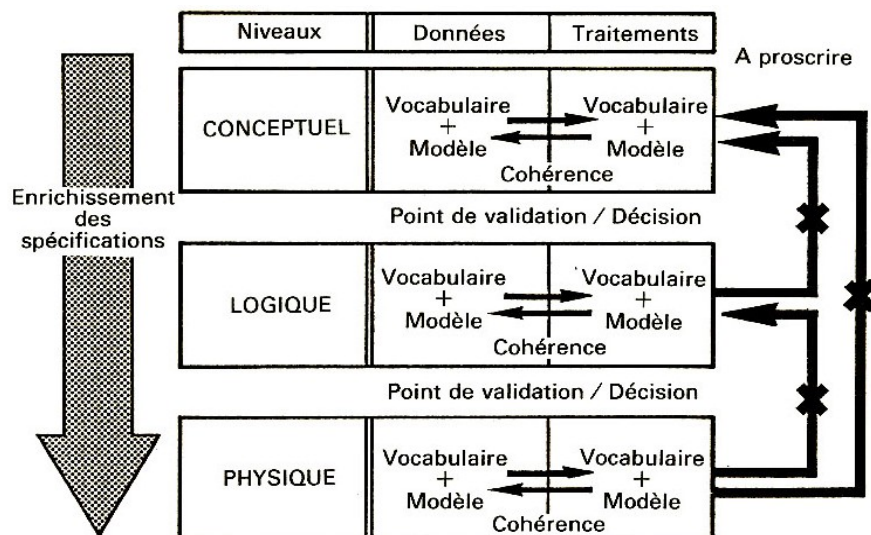 Niveaux Données Traitements
A proscrire
CONCEPTUEL
Vocabulaire
+
Modèle
Vocabulaire
+
Modèle
Cohérence
Enrichissement
des
spécifications
Point de validation / Décision
LOGIQUE
Vocabulaire
+
Modèle
Vocabulaire
+
Modèle
Cohérence
Point de validation / Décision
PHYSIQUE
Vocabulaire
+
Modèle
Vocabulaire
+
Modèle
Cohérence